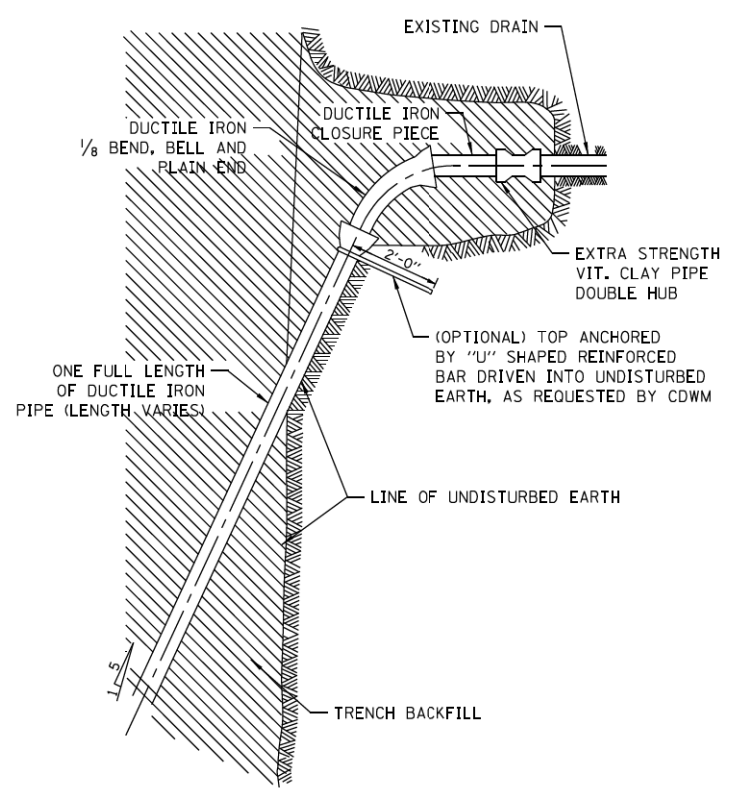 EXISTING DRAIN
DUCTILE IRON
CLOSURE PIECE
DUCTILE IRON
⅛ BEND, BELL AND
PLAIN END
2'-0"
EXTRA STRENGTH
VIT. CLAY PIPE
DOUBLE HUB
(OPTIONAL) TOP ANCHORED
BY "U" SHAPED REINFORCED
BAR DRIVEN INTO UNDISTURBED
EARTH, AS REQUESTED BY CDWM
ONE FULL LENGTH
OF DUCTILE IRON
PIPE (LENGTH VARIES)
LINE OF UNDISTURBED EARTH
5
1
TRENCH BACKFILL